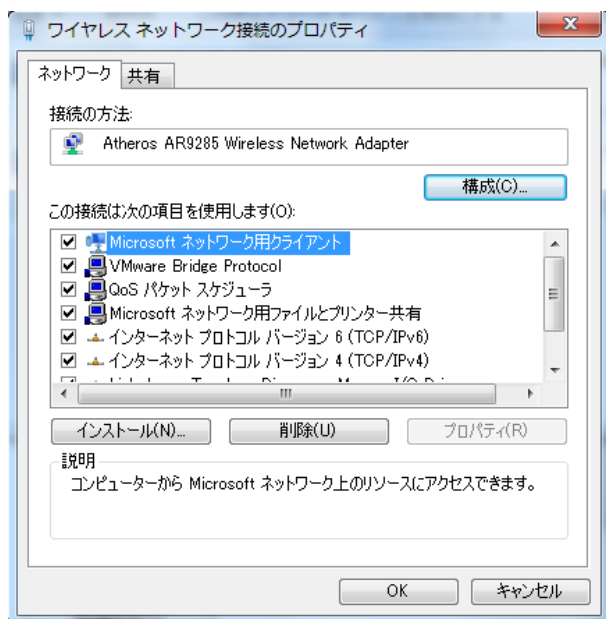 ワイヤレス ネットワーク接続のプロパティ
ネットワーク 共有
接続の方法:
Atheros AR9285 Wireless Network Adapter
構成(C)...
この接続は次の項目を使用します(O):
Microsoft ネットワーク用クライアント
VMware Bridge Protocol
QoS パケット スケジューラ
Microsoft ネットワーク用ファイルとプリンター共有
インターネット プロトコル バージョン 6 (TCP/IPv6)
インターネット プロトコル バージョン 4 (TCP/IPv4)
インストール(N)... 削除(U) プロパティ(R)
説明
コンピューターから Microsoft ネットワーク上のリソースにアクセスできます。
OK キャンセル